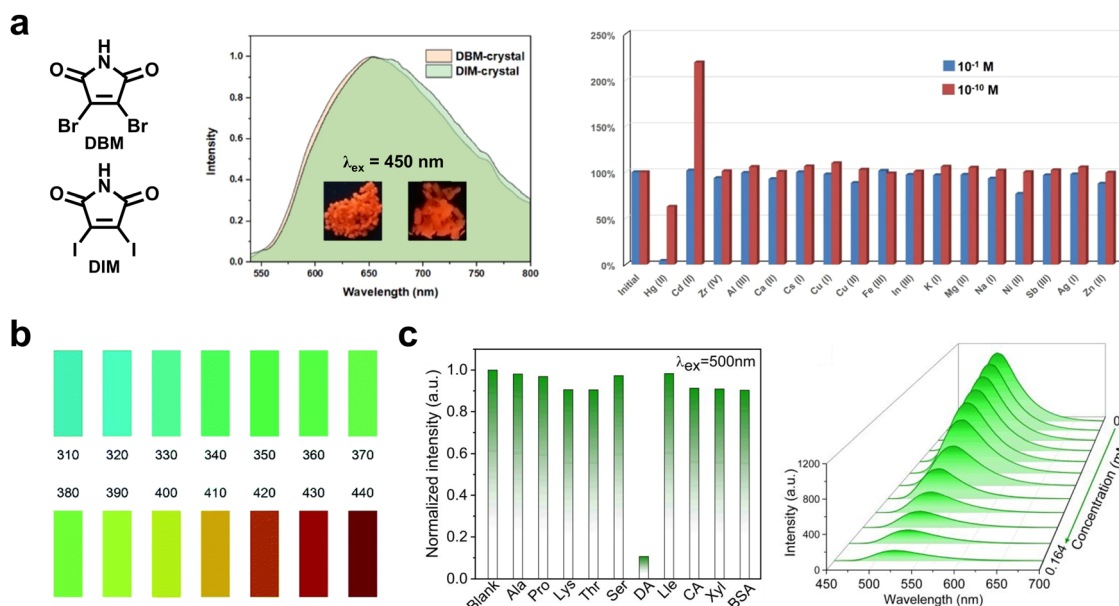 a
H
N
O
O
Br
Br
DBM
H
N
O
O
I
I
DIM
1.0
0.8
0.6
0.4
0.2
0.0
Intensity
DBM-crystal
DIM-crystal
λex = 450 nm
550
600
650
700
750
800
Wavelength (nm)
250%
200%
150%
100%
50%
0%
10-1 M
10-10 M
Initial
Hg (II)
Cd (II)
Zr (IV)
Al (III)
Ca (II)
Cs (I)
Cu (I)
Cu (II)
Fe (III)
In (III)
K (I)
Mg (II)
Na (I)
Ni (II)
Sb (III)
Ag (I)
Zn (II)
b
310 320 330 340 350 360 370
380 390 400 410 420 430 440
c
Normalized intensity (a.u.)
1.0
0.8
0.6
0.4
0.2
0.0
λex=500nm
Blank
Ala
Pro
Lys
Thr
Ser
DA
Lle
CA
Xyl
BSA
Intensity (a.u.)
1200
800
400
0
450
500
550
600
650
700
Wavelength (nm)
0
Concentration (m
0.164